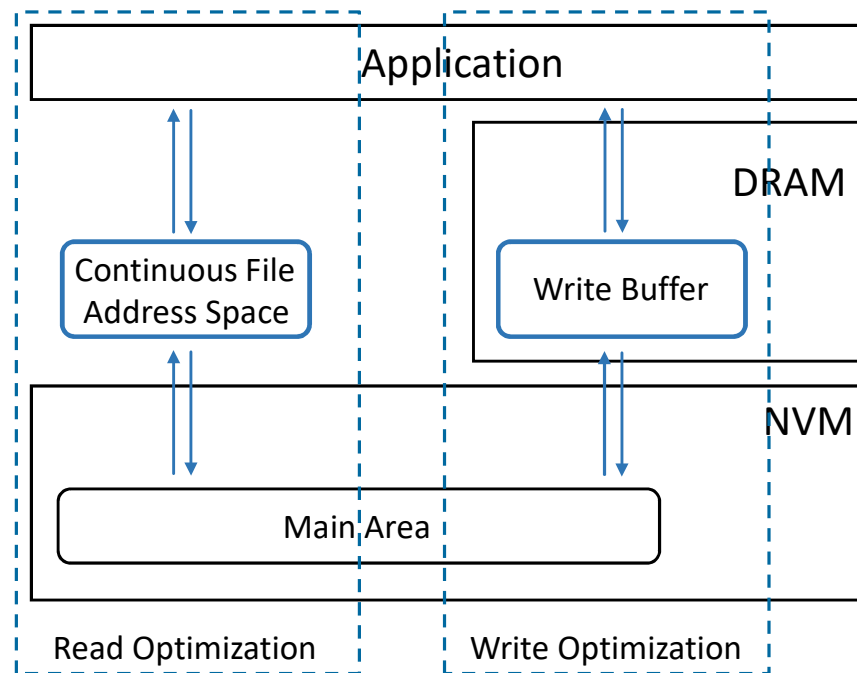 Application
DRAM
Continuous File
Address Space
Write Buffer
NVM
Main Area
Read Optimization
Write Optimization